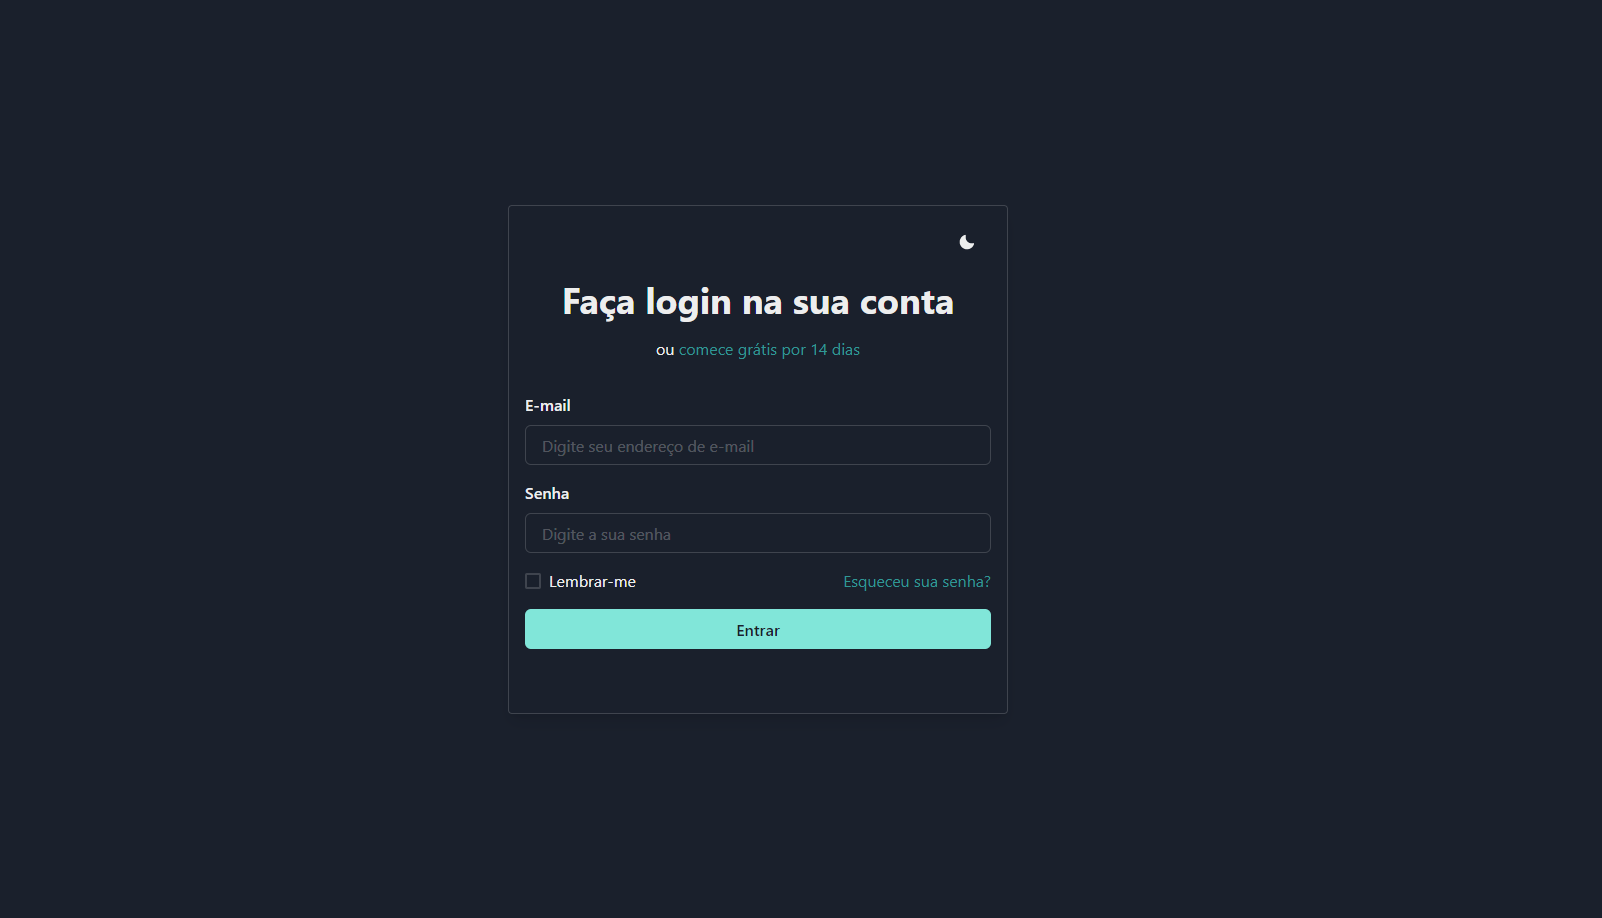 Faça login na sua conta
ou comece grátis por 14 dias
E-mail
Digite seu endereço de e-mail
Senha
Digite a sua senha
Lembrar-me Esqueceu sua senha?
Entrar